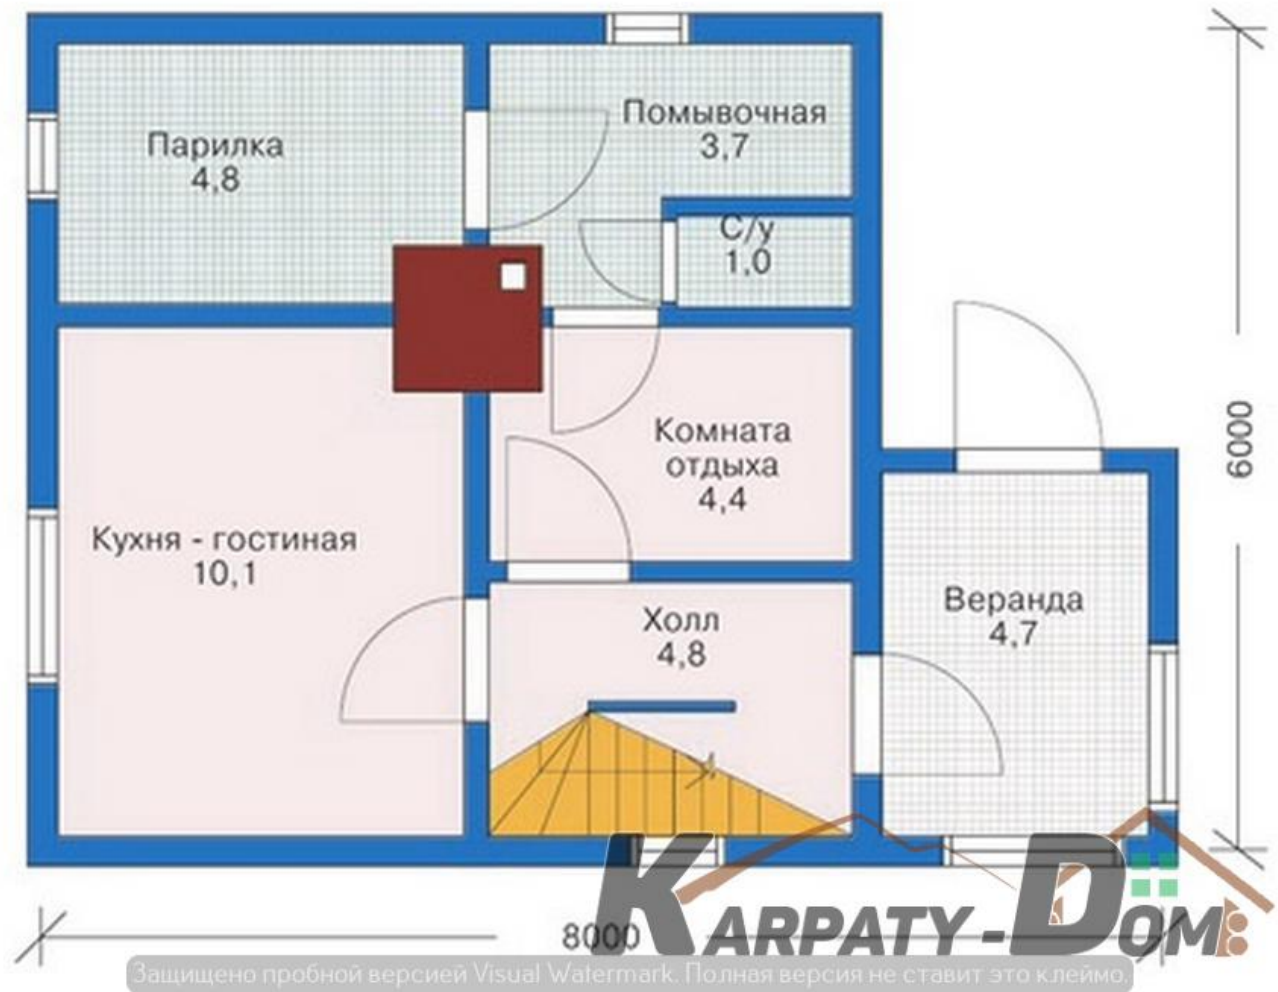 Парилка
4,8
Помывочная
3,7
С/у
1,0
Комната
отдыха
4,4
Кухня - гостиная
10,1
Холл
4,8
Веранда
4,7
6000
8000
KARPATY-DOM
Защищено пробной версией Visual Watermark. Полная версия не ставит это клеймо.